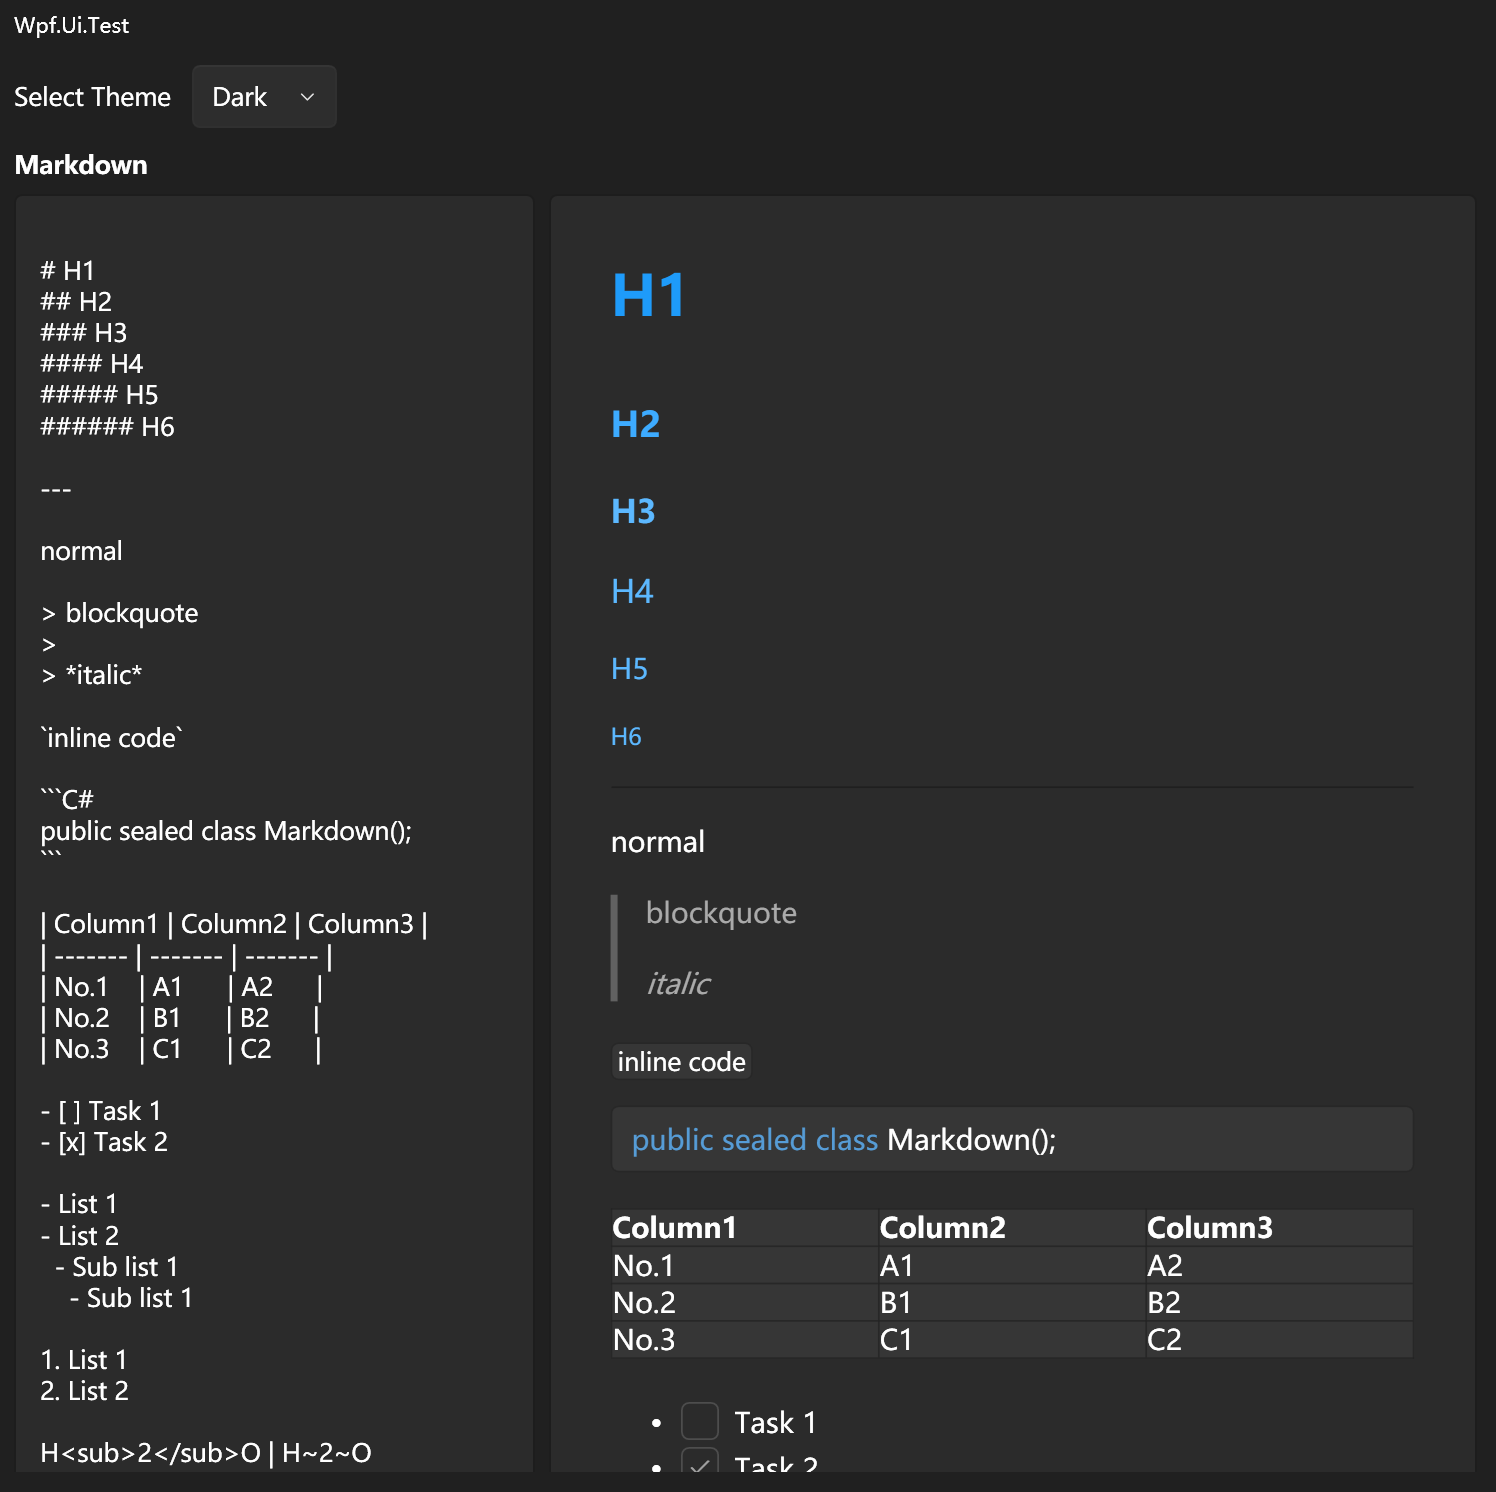 Wpf.Ui.Test
Select Theme Dark
Markdown
# H1
## H2
### H3
#### H4
##### H5
###### H6
---
normal
> blockquote
>
> *italic*
`inline code`
```C#
public sealed class Markdown();
```
| Column1 | Column2 | Column3 |
| ------- | ------- | ------- |
| No.1 | A1 | A2 |
| No.2 | B1 | B2 |
| No.3 | C1 | C2 |
- [ ] Task 1
- [x] Task 2
- List 1
- List 2
- Sub list 1
- Sub list 1
1. List 1
2. List 2
H<sub>2</sub>O | H~2~O
H1
H2
H3
H4
H5
H6
normal
blockquote
italic
inline code
public sealed class Markdown();
Column1 Column2 Column3
No.1 A1 A2
No.2 B1 B2
No.3 C1 C2
• Task 1
• Task 2